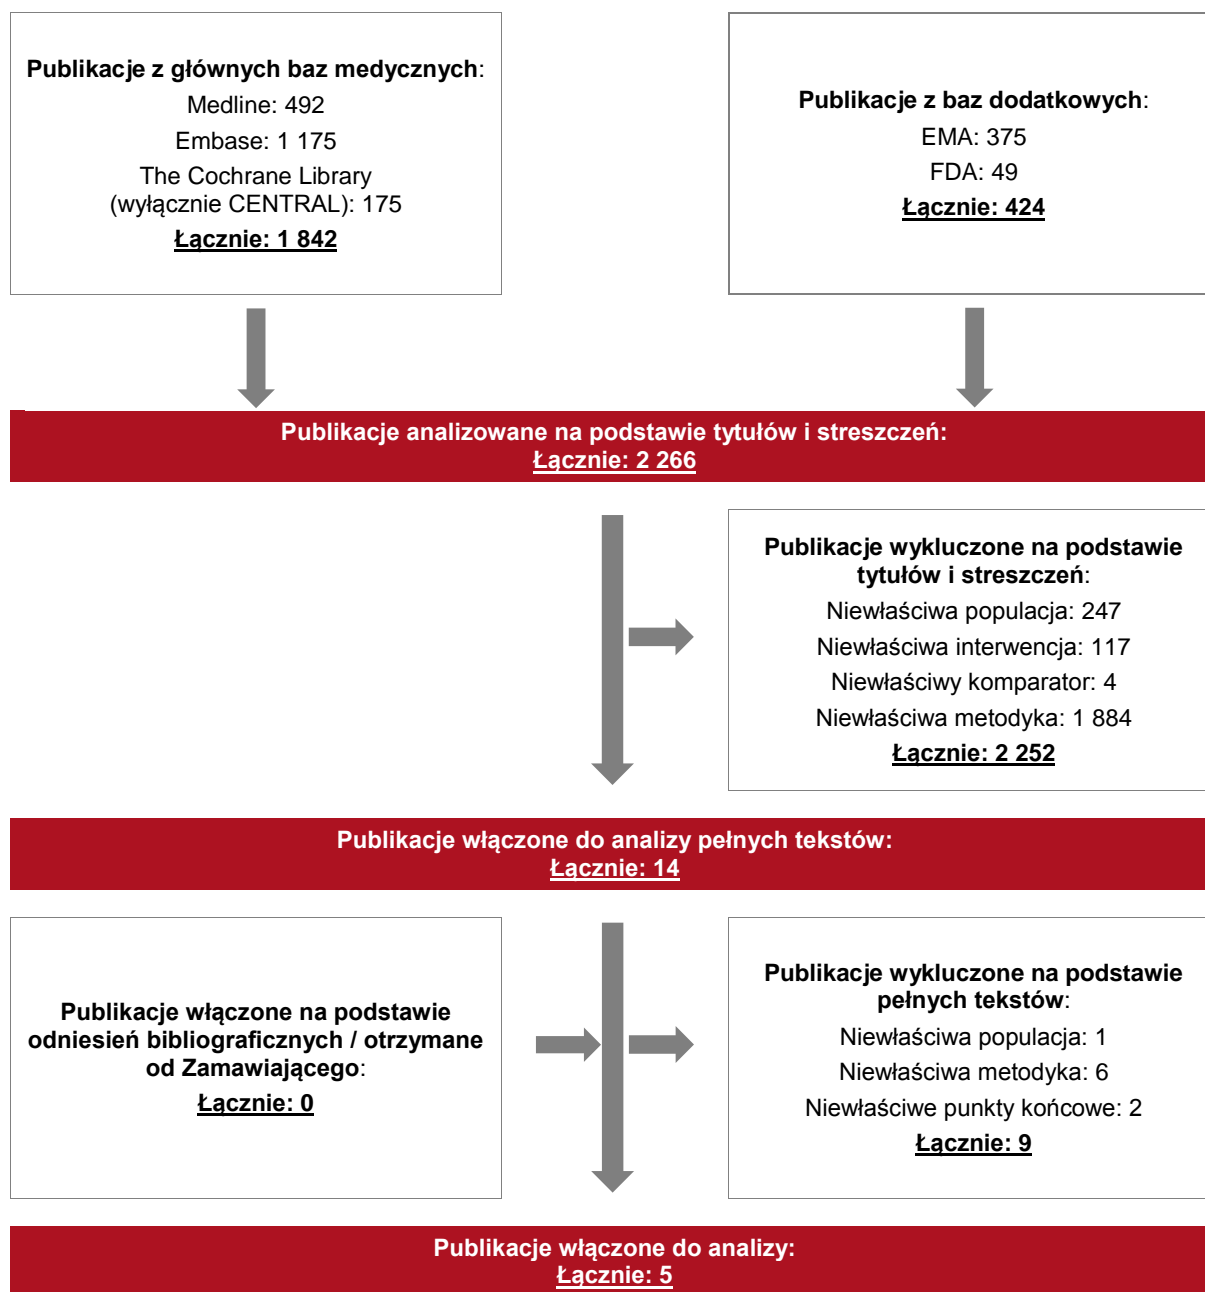 Publikacje z głównych baz medycznych:
Medline: 492
Embase: 1 175
The Cochrane Library
(wyłącznie CENTRAL): 175
Łącznie: 1 842
Publikacje z baz dodatkowych:
EMA: 375
FDA: 49
Łącznie: 424
Publikacje analizowane na podstawie tytułów i streszczeń:
Łącznie: 2 266
Publikacje wykluczone na podstawie
tytułów i streszczeń:
Niewłaściwa populacja: 247
Niewłaściwa interwencja: 117
Niewłaściwy komparator: 4
Niewłaściwa metodyka: 1 884
Łącznie: 2 252
Publikacje włączone do analizy pełnych tekstów:
Łącznie: 14
Publikacje włączone na podstawie
odniesień bibliograficznych / otrzymane
od Zamawiającego:
Łącznie: 0
Publikacje wykluczone na podstawie
pełnych tekstów:
Niewłaściwa populacja: 1
Niewłaściwa metodyka: 6
Niewłaściwe punkty końcowe: 2
Łącznie: 9
Publikacje włączone do analizy:
Łącznie: 5